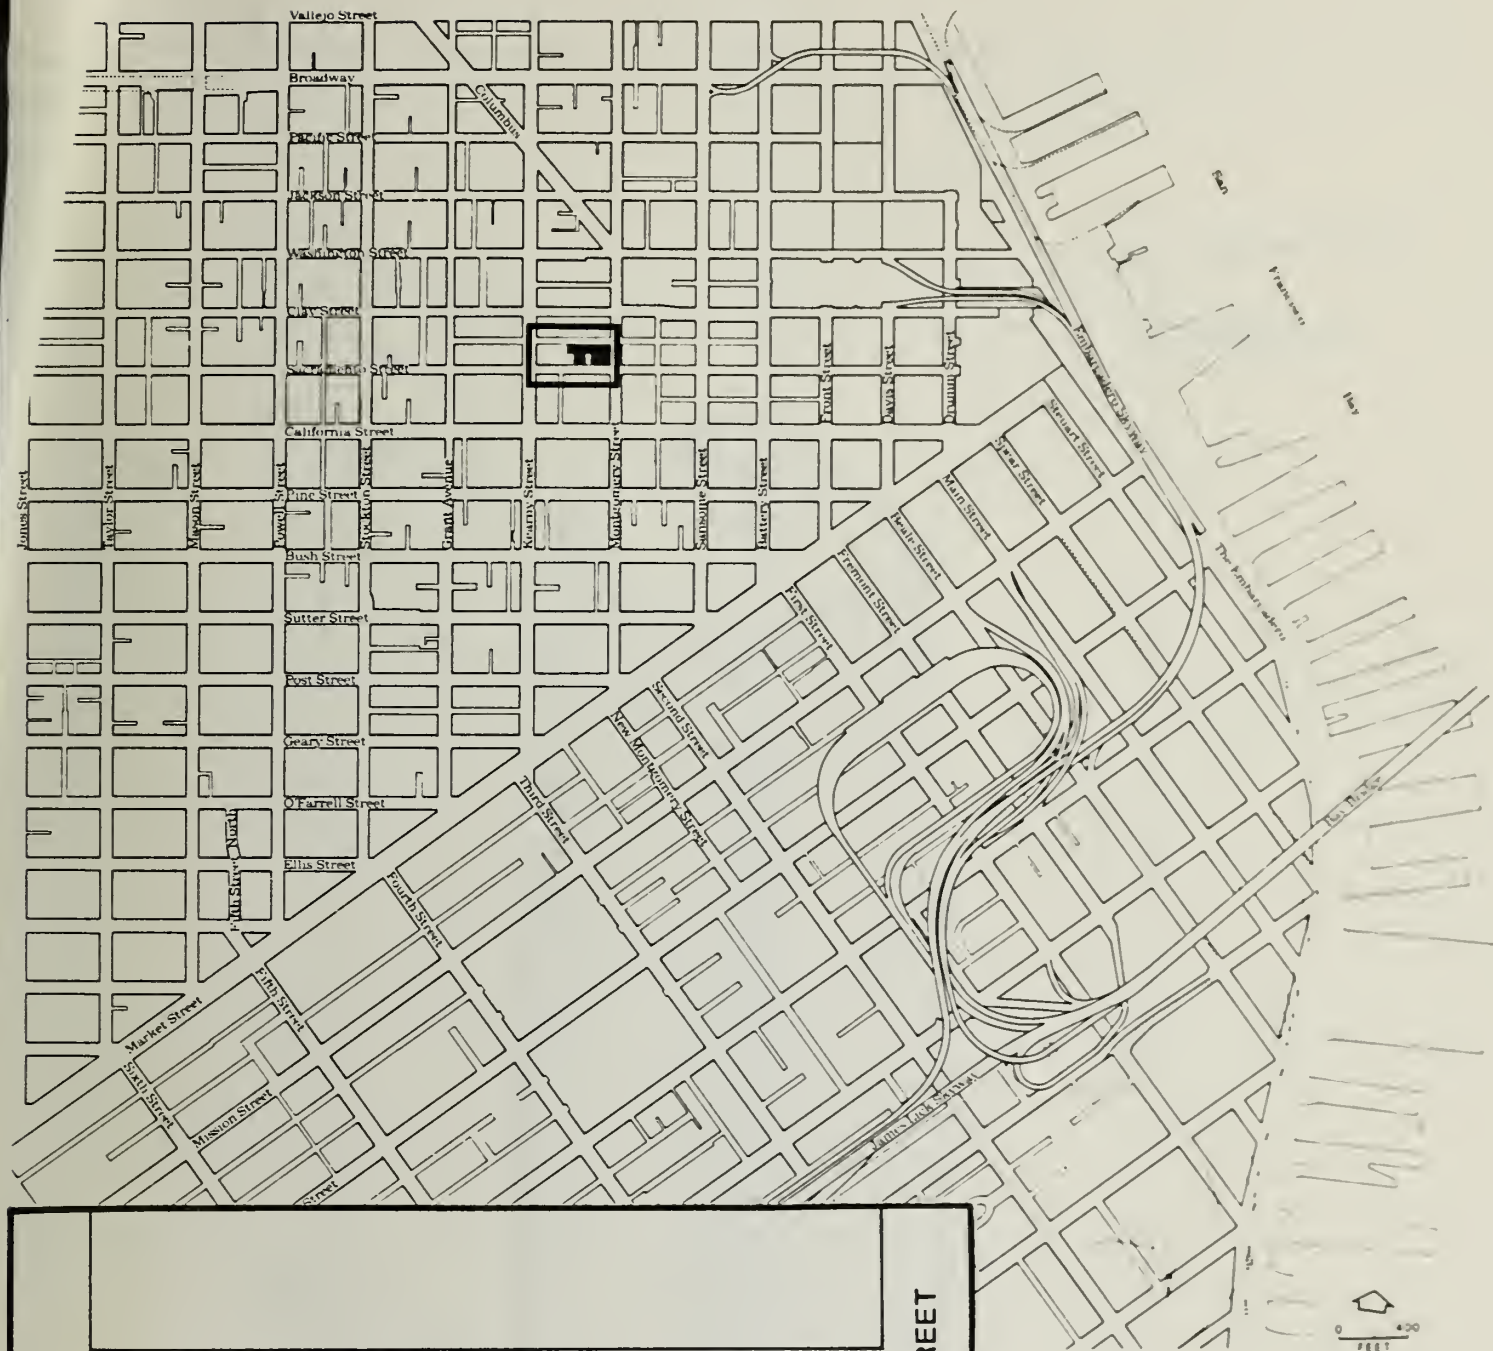 Vallejo Street
Broadway
Columbus
Pacific Street
Jackson Street
San
Washington Street
Francisco
Clay Street
Embarcadero Skyway
Sacramento Street
Front Street
Davis Street
Drumm Street
Bay
California Street
Steuart Street
Spear Street
Main Street
Beale Street
Fremont Street
First Street
Jones Street
Taylor Street
Mason Street
Powell Street
Stockton Street
Grant Avenue
Kearny Street
Montgomery Street
Sansome Street
Battery Street
Pine Street
Bush Street
The Embarcadero
Sutter Street
Post Street
Second Street
New Montgomery Street
Geary Street
Third Street
O'Farrell Street
Bay Bridge
Fifth Street North
Ellis Street
Fourth Street
Fifth Street
Market Street
Sixth Street
Mission Street
James Lick Skyway
Street
REET
0 400
FEET